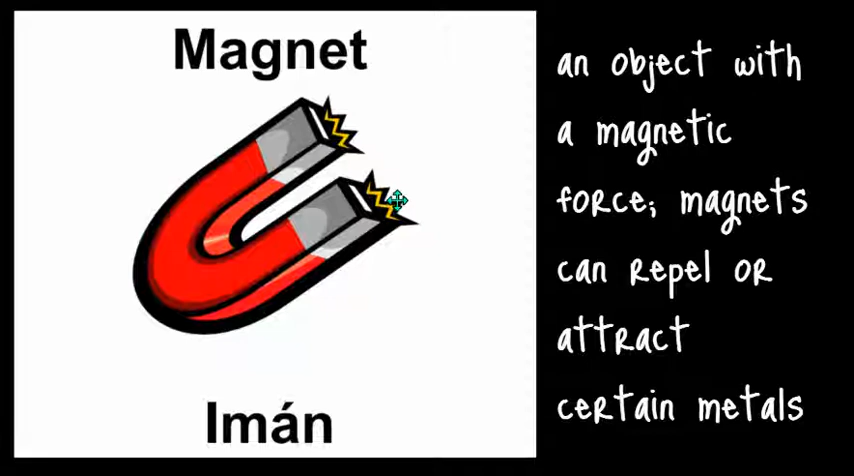 Magnet
Imán
an object with
a magnetic
force; magnets
can repel or
attract
certain metals